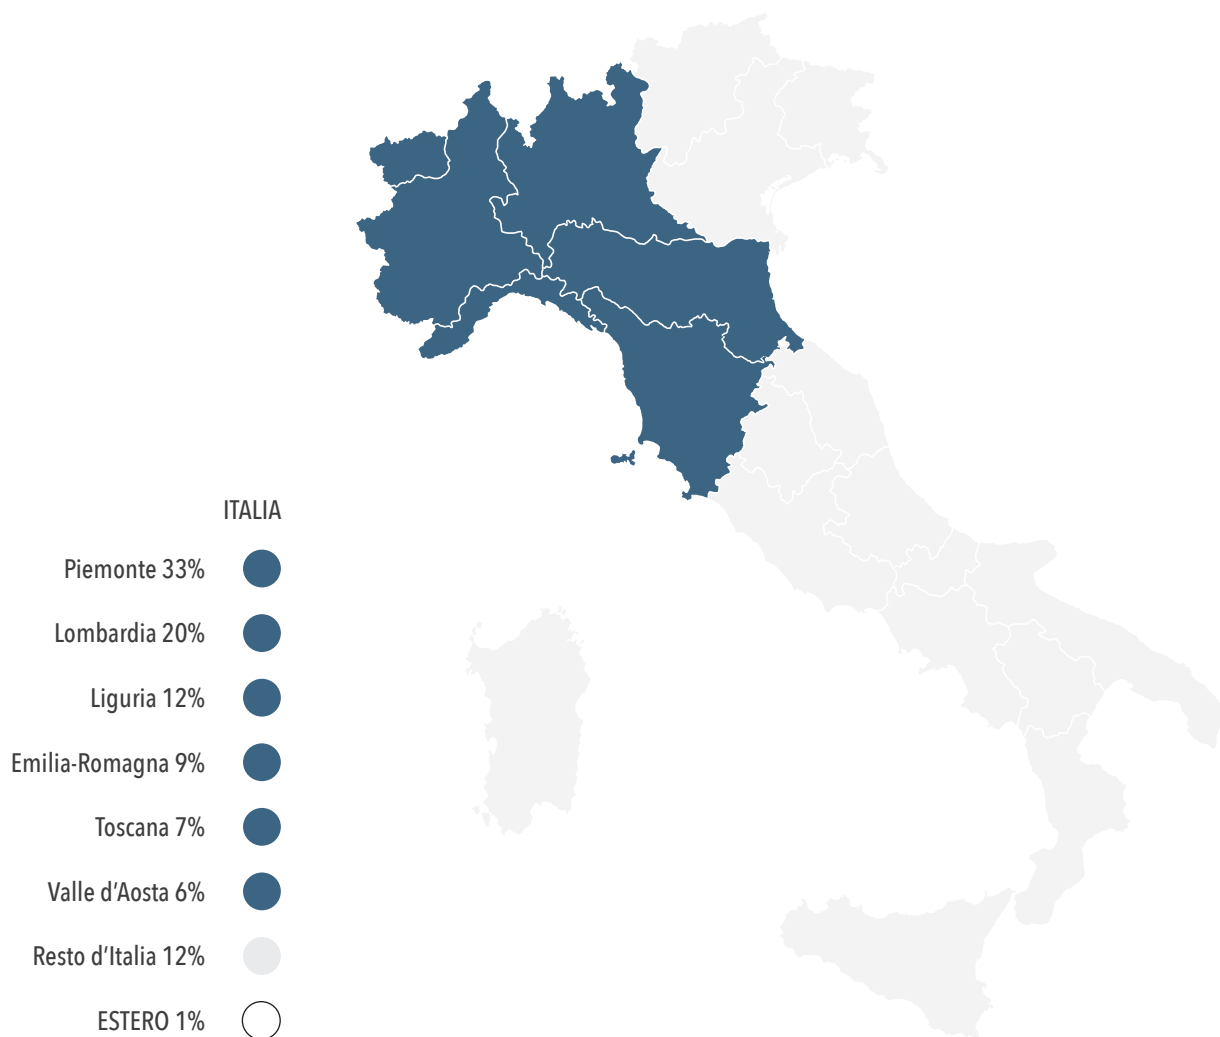 ITALIA
Piemonte 33%
Lombardia 20%
Liguria 12%
Emilia-Romagna 9%
Toscana 7%
Valle d'Aosta 6%
Resto d'Italia 12%
ESTERO 1%